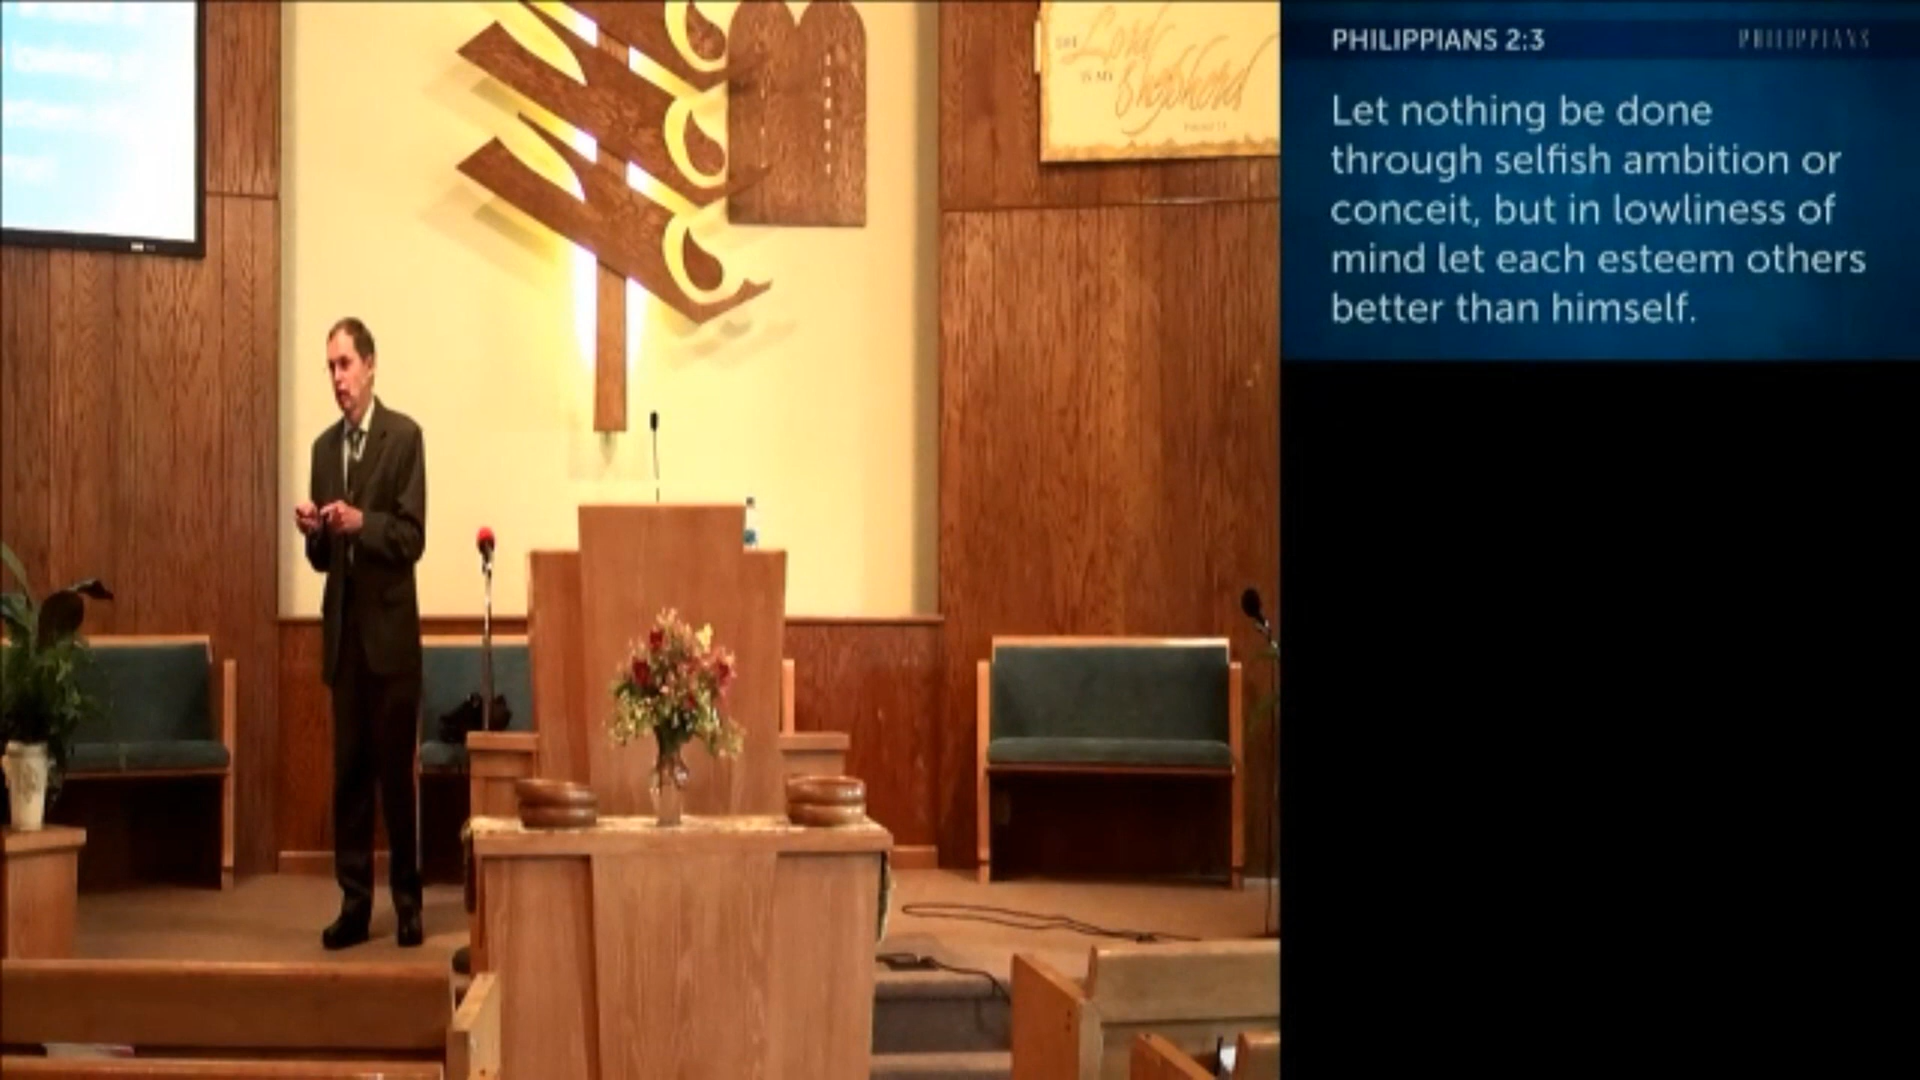 THE Lord
IS MY Shepherd
PHILIPPIANS 2:3 PHILIPPIANS
Let nothing be done
through selfish ambition or
conceit, but in lowliness of
mind let each esteem others
better than himself.